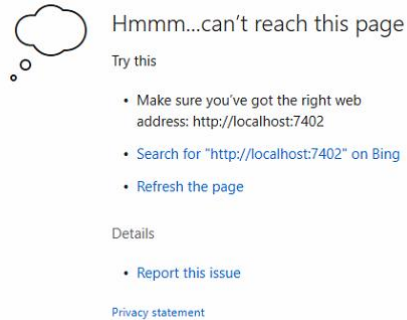 Hmmm...can't reach this page
Try this
• Make sure you've got the right web
address: http://localhost:7402
• Search for "http://localhost:7402" on Bing
• Refresh the page
Details
• Report this issue
Privacy statement